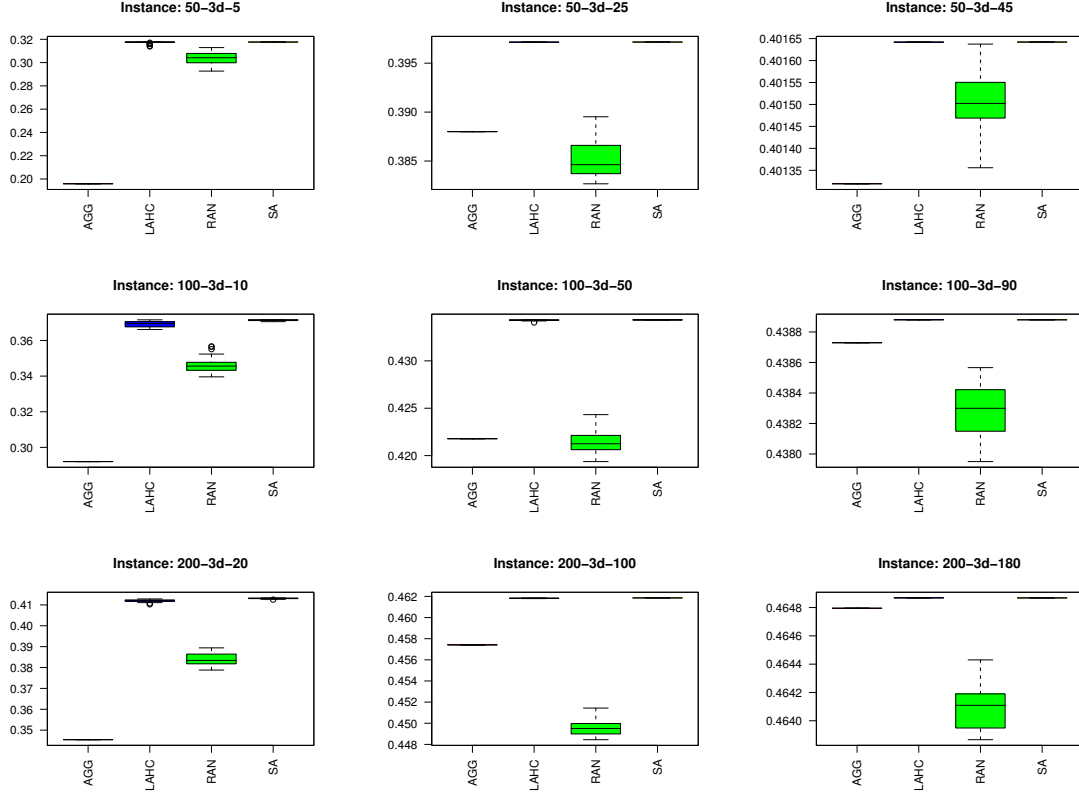 Instance: 50−3d−5
0.32
0.30
0.28
0.26
0.24
0.22
0.20
AGG
LAHC
RAN
SA
Instance: 50−3d−25
0.395
0.390
0.385
AGG
LAHC
RAN
SA
Instance: 50−3d−45
0.40165
0.40160
0.40155
0.40150
0.40145
0.40140
0.40135
AGG
LAHC
RAN
SA
Instance: 100−3d−10
0.36
0.34
0.32
0.30
AGG
LAHC
RAN
SA
Instance: 100−3d−50
0.430
0.425
0.420
AGG
LAHC
RAN
SA
Instance: 100−3d−90
0.4388
0.4386
0.4384
0.4382
0.4380
AGG
LAHC
RAN
SA
Instance: 200−3d−20
0.41
0.40
0.39
0.38
0.37
0.36
0.35
AGG
LAHC
RAN
SA
Instance: 200−3d−100
0.462
0.460
0.458
0.456
0.454
0.452
0.450
0.448
AGG
LAHC
RAN
SA
Instance: 200−3d−180
0.4648
0.4646
0.4644
0.4642
0.4640
AGG
LAHC
RAN
SA